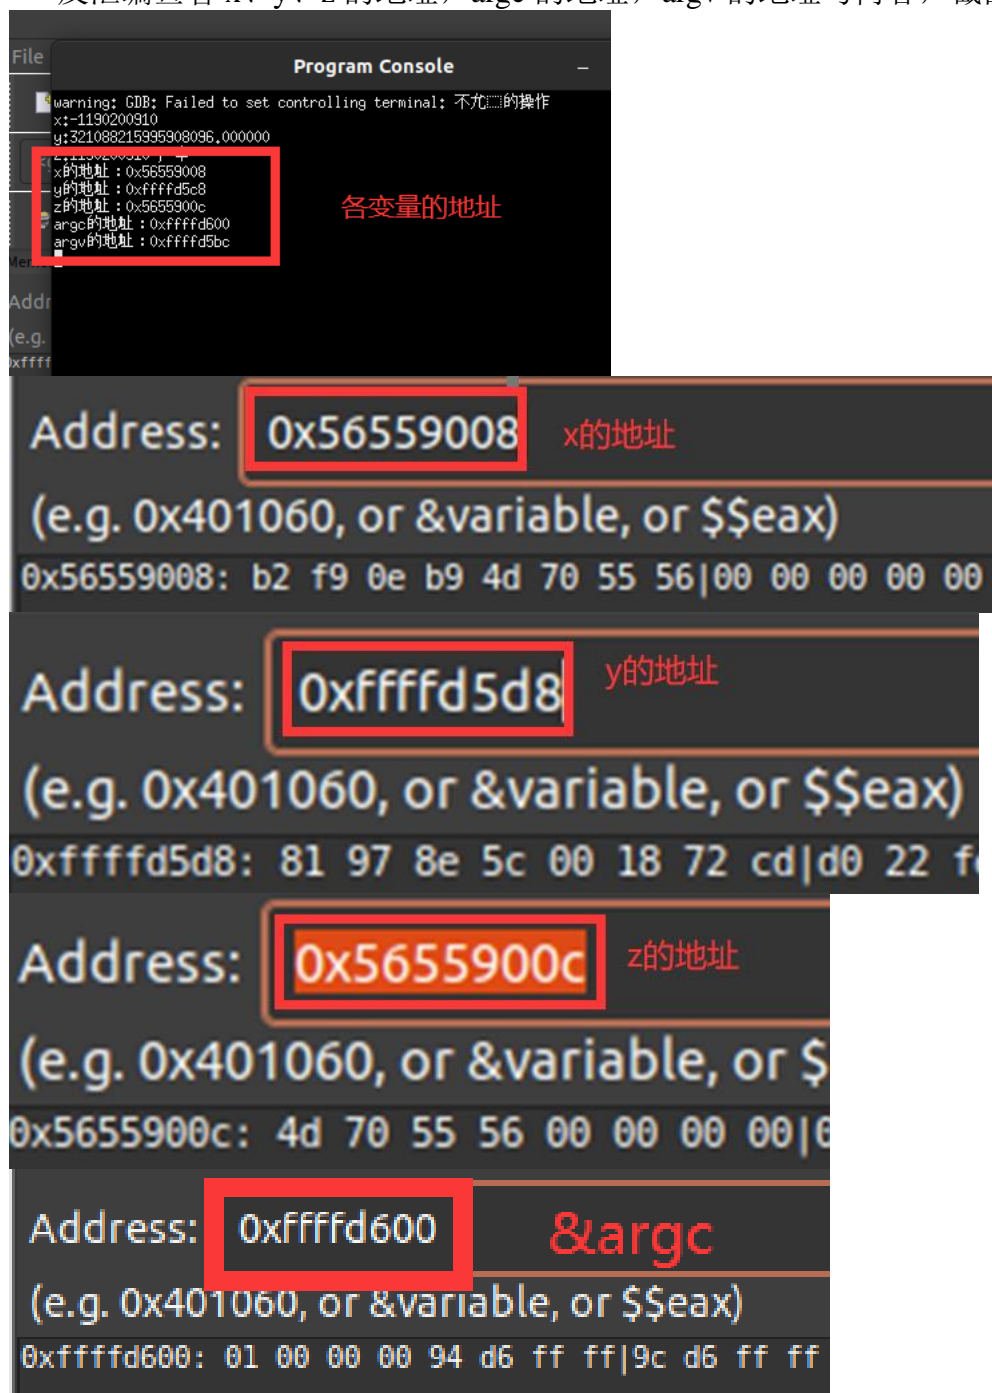 File
Program Console
warning: GDB: Failed to set controlling terminal: 不允 的操作
x:-1190200910
y:321088215995908096.000000
x的地址：0x56559008
y的地址：0xffffd5c8
z的地址：0x5655900c
argc的地址：0xffffd600
argv的地址：0xffffd5bc
各变量的地址
Addr
(e.g.
0xffff
Address: 0x56559008 x的地址
(e.g. 0x401060, or &variable, or $$eax)
0x56559008: b2 f9 0e b9 4d 70 55 56|00 00 00 00 00
Address: 0xffffd5d8 y的地址
(e.g. 0x401060, or &variable, or $$eax)
0xffffd5d8: 81 97 8e 5c 00 18 72 cd|d0 22
Address: 0x5655900c z的地址
(e.g. 0x401060, or &variable, or $
0x5655900c: 4d 70 55 56 00 00 00 00|
Address: 0xffffd600 &argc
(e.g. 0x401060, or &variable, or $$eax)
0xffffd600: 01 00 00 00 94 d6 ff ff|9c d6 ff ff